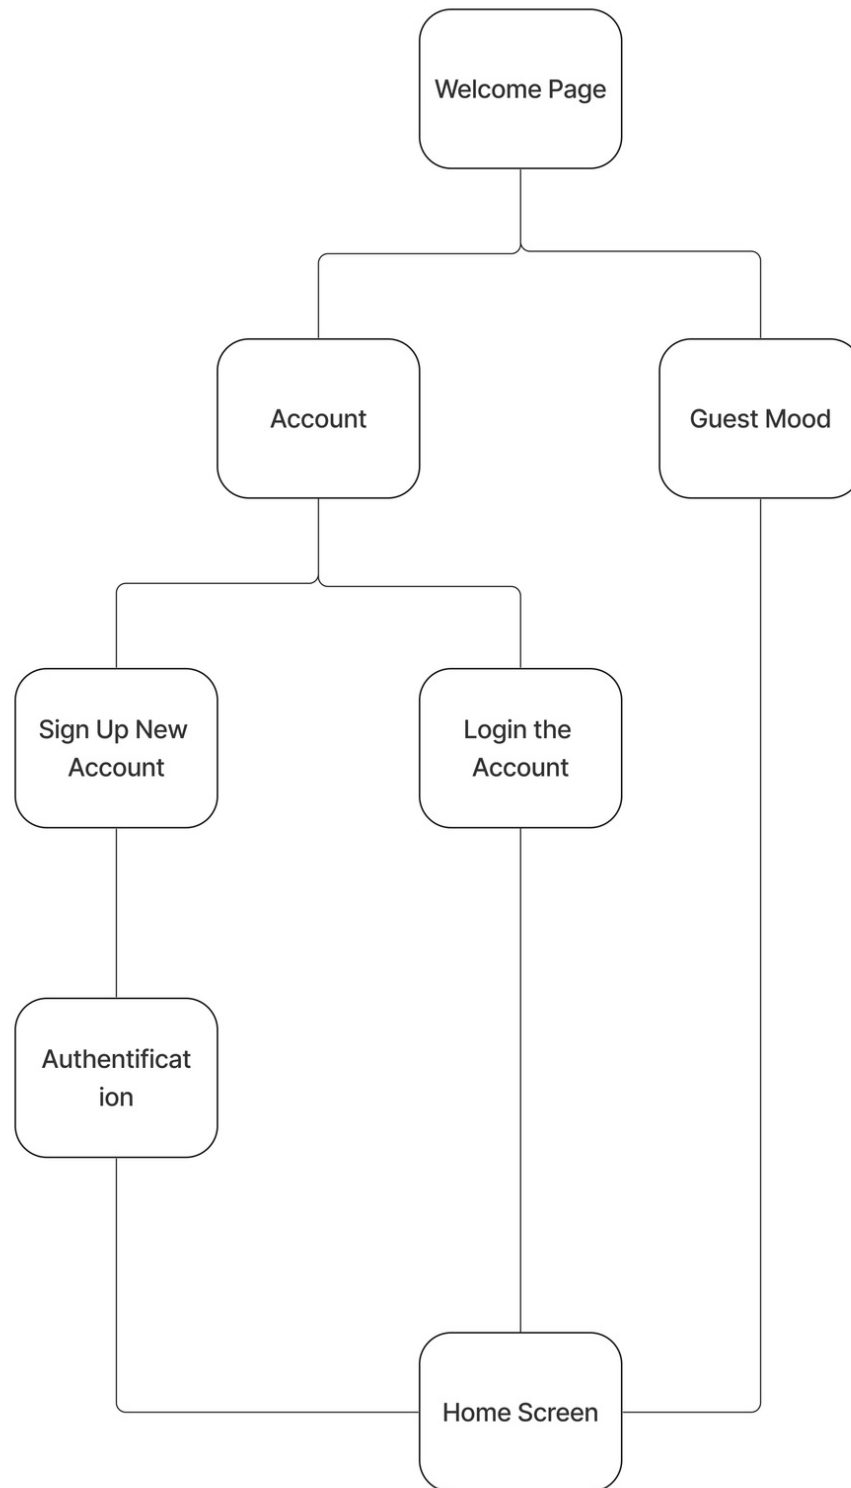 Welcome Page
Account
Guest Mood
Sign Up New
Account
Login the
Account
Authentificat
ion
Home Screen